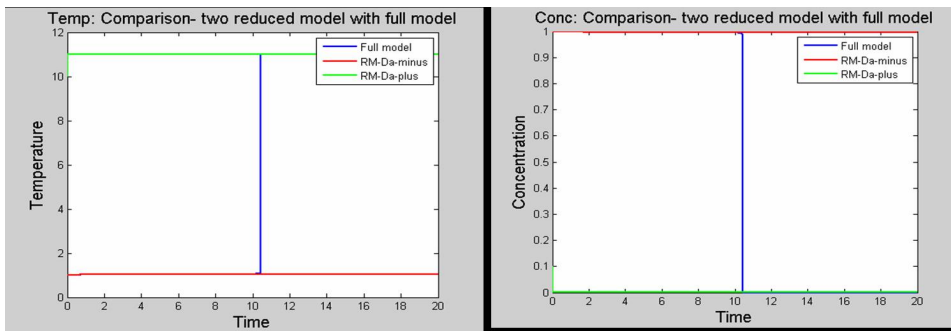 Temp: Comparison- two reduced model with full model
12
10
8
6
4
2
0
Temperature
Full model
RM-Da-minus
RM-Da-plus
0 2 4 6 8 10 12 14 16 18 20
Time
Conc: Comparison- two reduced model with full model
1
0.9
0.8
0.7
0.6
0.5
0.4
0.3
0.2
0.1
0
Concentration
Full model
RM-Da-minus
RM-Da-plus
0 2 4 6 8 10 12 14 16 18 20
Time